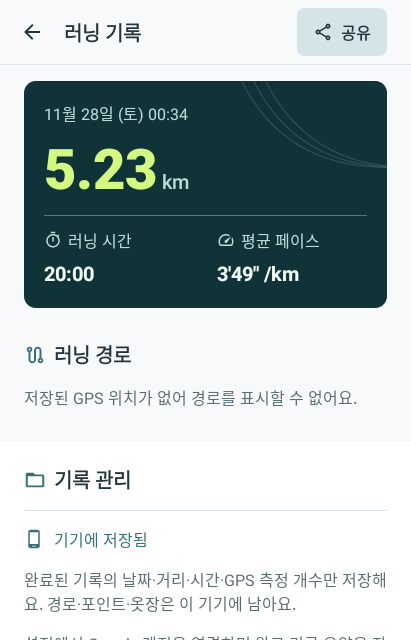 러닝 기록
공유
11월 28일 (토) 00:34
5.23 km
러닝 시간
평균 페이스
20:00
3'49" /km
러닝 경로
저장된 GPS 위치가 없어 경로를 표시할 수 없어요.
기록 관리
기기에 저장됨
완료된 기록의 날짜·거리·시간·GPS 측정 개수만 저장해
요. 경로·포인트·옷장은 이 기기에 남아요.